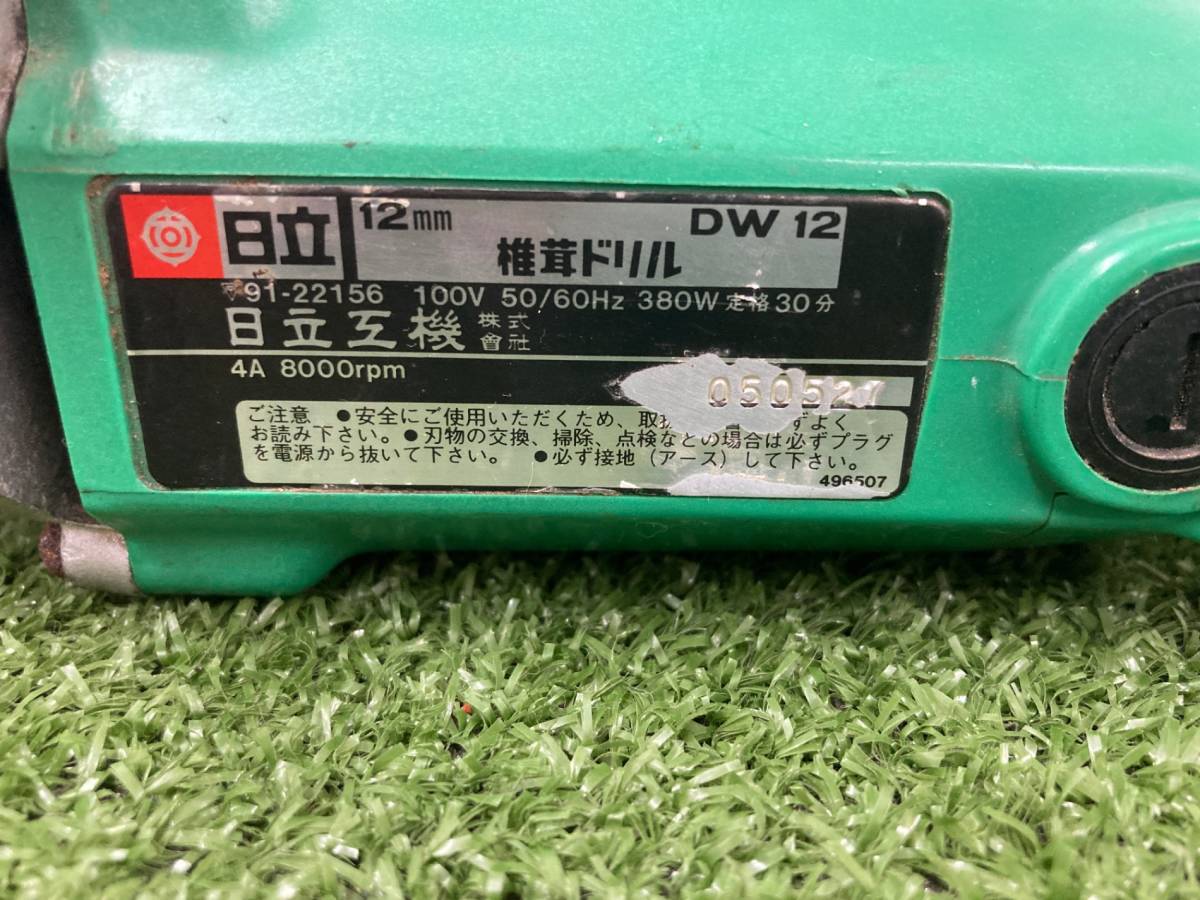 日立 12mm DW 12
椎茸ドリル
▽91-22156 100V 50/60Hz 380W 定格30分
日立工機 株式會社
4A 8000rpm
050527
ご注意 ●安全にご使用いただくため、取 ずよく
お読み下さい。●刃物の交換、掃除、点検などの場合は必ずプラグ
を電源から抜いて下さい。 ●必ず接地(アース)して下さい。
496507